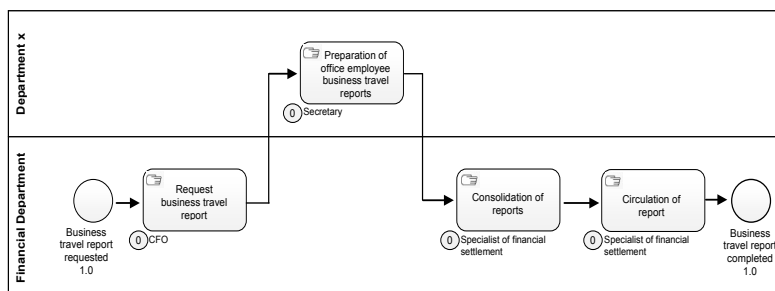 Department x
Preparation of
office employee
business travel
reports
0 Secretary
Financial Department
Business
travel report
requested
1.0
Request
business travel
report
0 CFO
Consolidation of
reports
0 Specialist of financial
settlement
Circulation of
report
0 Specialist of financial
settlement
Business
travel report
completed
1.0